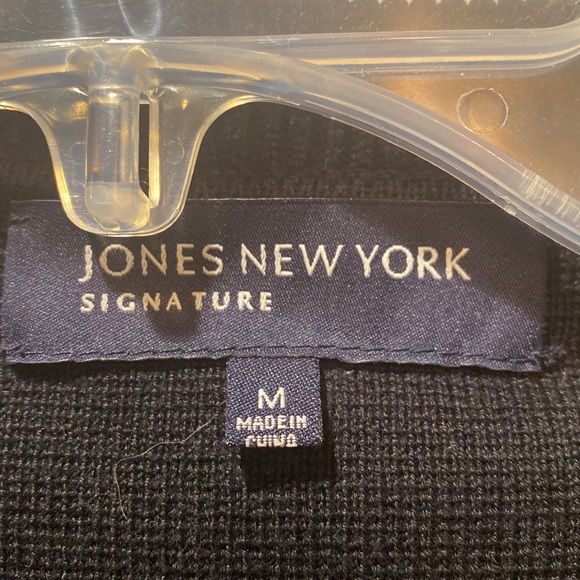 JONES NEW YORK
SIGNATURE
M
MADE IN
CHINA